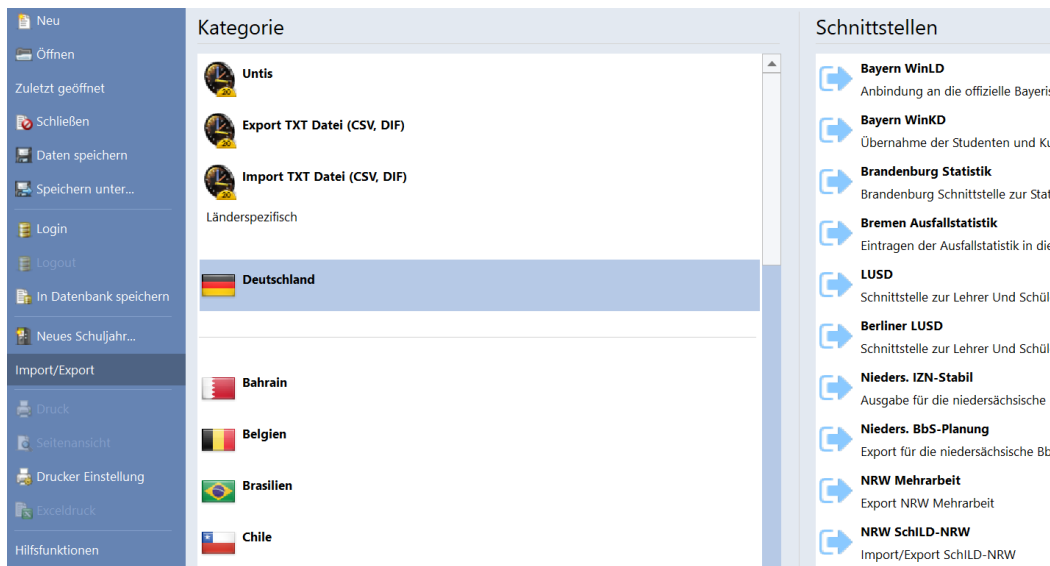 Neu
Öffnen
Zuletzt geöffnet
Schließen
Daten speichern
Speichern unter...
Login
Logout
In Datenbank speichern
Neues Schuljahr...
Import/Export
Druck
Seitenansicht
Drucker Einstellung
Exceldruck
Hilfsfunktionen
Kategorie
Untis
Export TXT Datei (CSV, DIF)
Import TXT Datei (CSV, DIF)
Länderspezifisch
Deutschland
Bahrain
Belgien
Brasilien
Chile
Schnittstellen
Bayern WinLD
Anbindung an die offizielle Bayeris
Bayern WinKD
Übernahme der Studenten und Ku
Brandenburg Statistik
Brandenburg Schnittstelle zur Stat
Bremen Ausfallstatistik
Eintragen der Ausfallstatistik in die
LUSD
Schnittstelle zur Lehrer Und Schül
Berliner LUSD
Schnittstelle zur Lehrer Und Schül
Nieders. IZN-Stabil
Ausgabe für die niedersächsische
Nieders. BbS-Planung
Export für die niedersächsische Bb
NRW Mehrarbeit
Export NRW Mehrarbeit
NRW SchILD-NRW
Import/Export SchILD-NRW